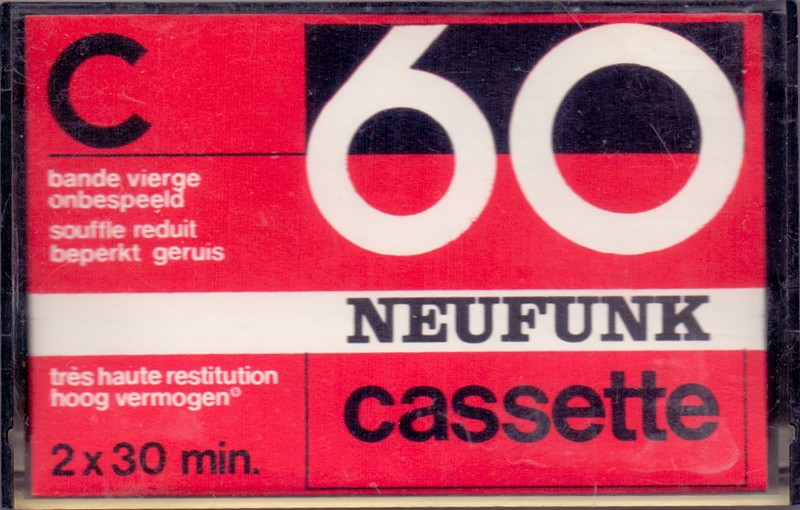 C
60
bande vierge
onbespeeld
souffle reduit
beperkt geruis
NEUFUNK
très haute restitution
hoog vermogen
cassette
2 x 30 min.